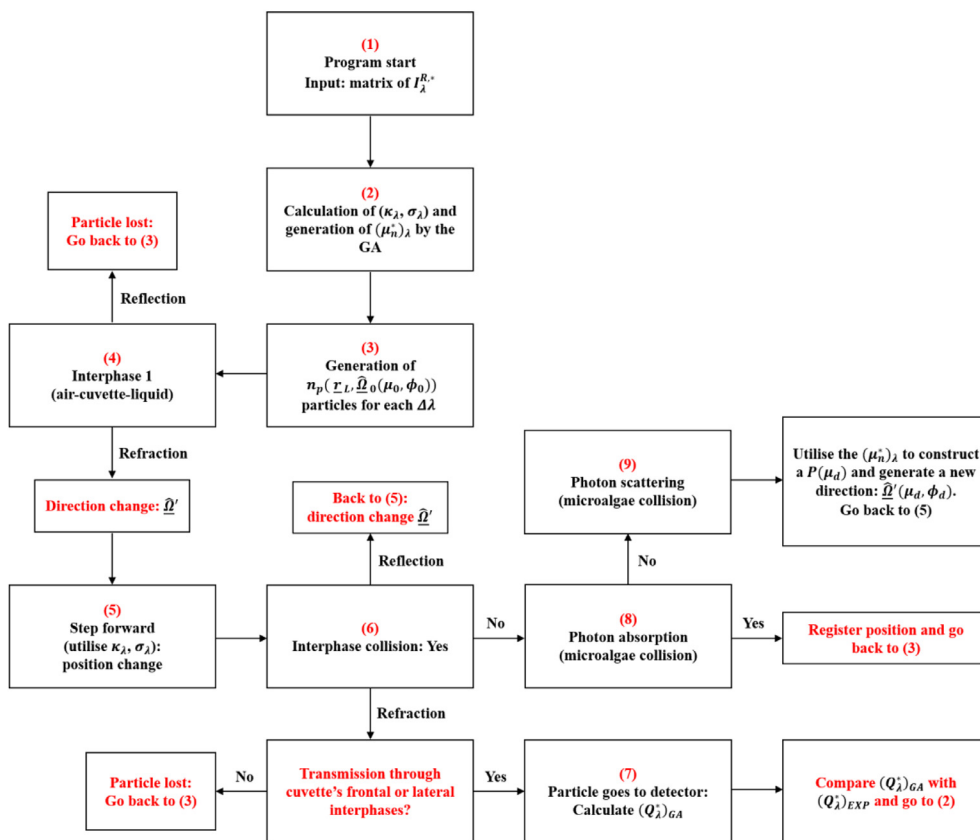 (1)
Program start
Input: matrix of I_λ^{R,*}
(2)
Calculation of (κ_λ, σ_λ) and
generation of (μ_n^*)_λ by the
GA
Particle lost:
Go back to (3)
Reflection
(3)
Generation of
n_p( r_L, Ω̂_0(μ_0, ϕ_0))
particles for each Δλ
(4)
Interphase 1
(air-cuvette-liquid)
Refraction
Direction change: Ω̂′
(5)
Step forward
(utilise κ_λ, σ_λ):
position change
Back to (5):
direction change Ω̂′
Reflection
(6)
Interphase collision: Yes
No
Refraction
(9)
Photon scattering
(microalgae collision)
Utilise the (μ_n^*)_λ to construct
a P(μ_d) and generate a new
direction: Ω̂′(μ_d, ϕ_d).
Go back to (5)
No
(8)
Photon absorption
(microalgae collision)
Yes
Register position and go
back to (3)
Particle lost:
Go back to (3)
No
Transmission through
cuvette's frontal or lateral
interphases?
Yes
(7)
Particle goes to detector:
Calculate (Q_λ^*)_{GA}
Compare (Q_λ^*)_{GA} with
(Q_λ^*)_{EXP} and go to (2)